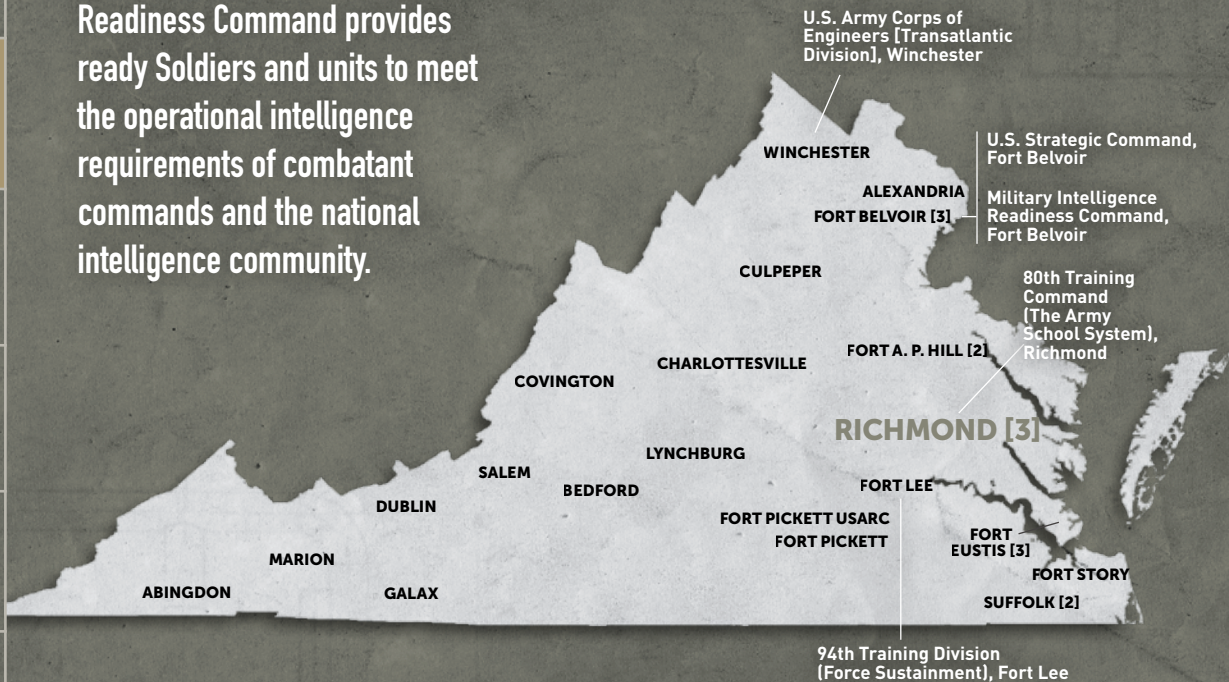 Readiness Command provides
ready Soldiers and units to meet
the operational intelligence
requirements of combatant
commands and the national
intelligence community.
U.S. Army Corps of
Engineers [Transatlantic
Division], Winchester
WINCHESTER
ALEXANDRIA
FORT BELVOIR [3]
U.S. Strategic Command,
Fort Belvoir
Military Intelligence
Readiness Command,
Fort Belvoir
CULPEPER
80th Training
Command
(The Army
School System),
Richmond
FORT A. P. HILL [2]
CHARLOTTESVILLE
COVINGTON
RICHMOND [3]
LYNCHBURG
SALEM
BEDFORD
FORT LEE
DUBLIN
FORT PICKETT USARC
FORT PICKETT
FORT
EUSTIS [3]
MARION
FORT STORY
ABINGDON
GALAX
SUFFOLK [2]
94th Training Division
(Force Sustainment), Fort Lee